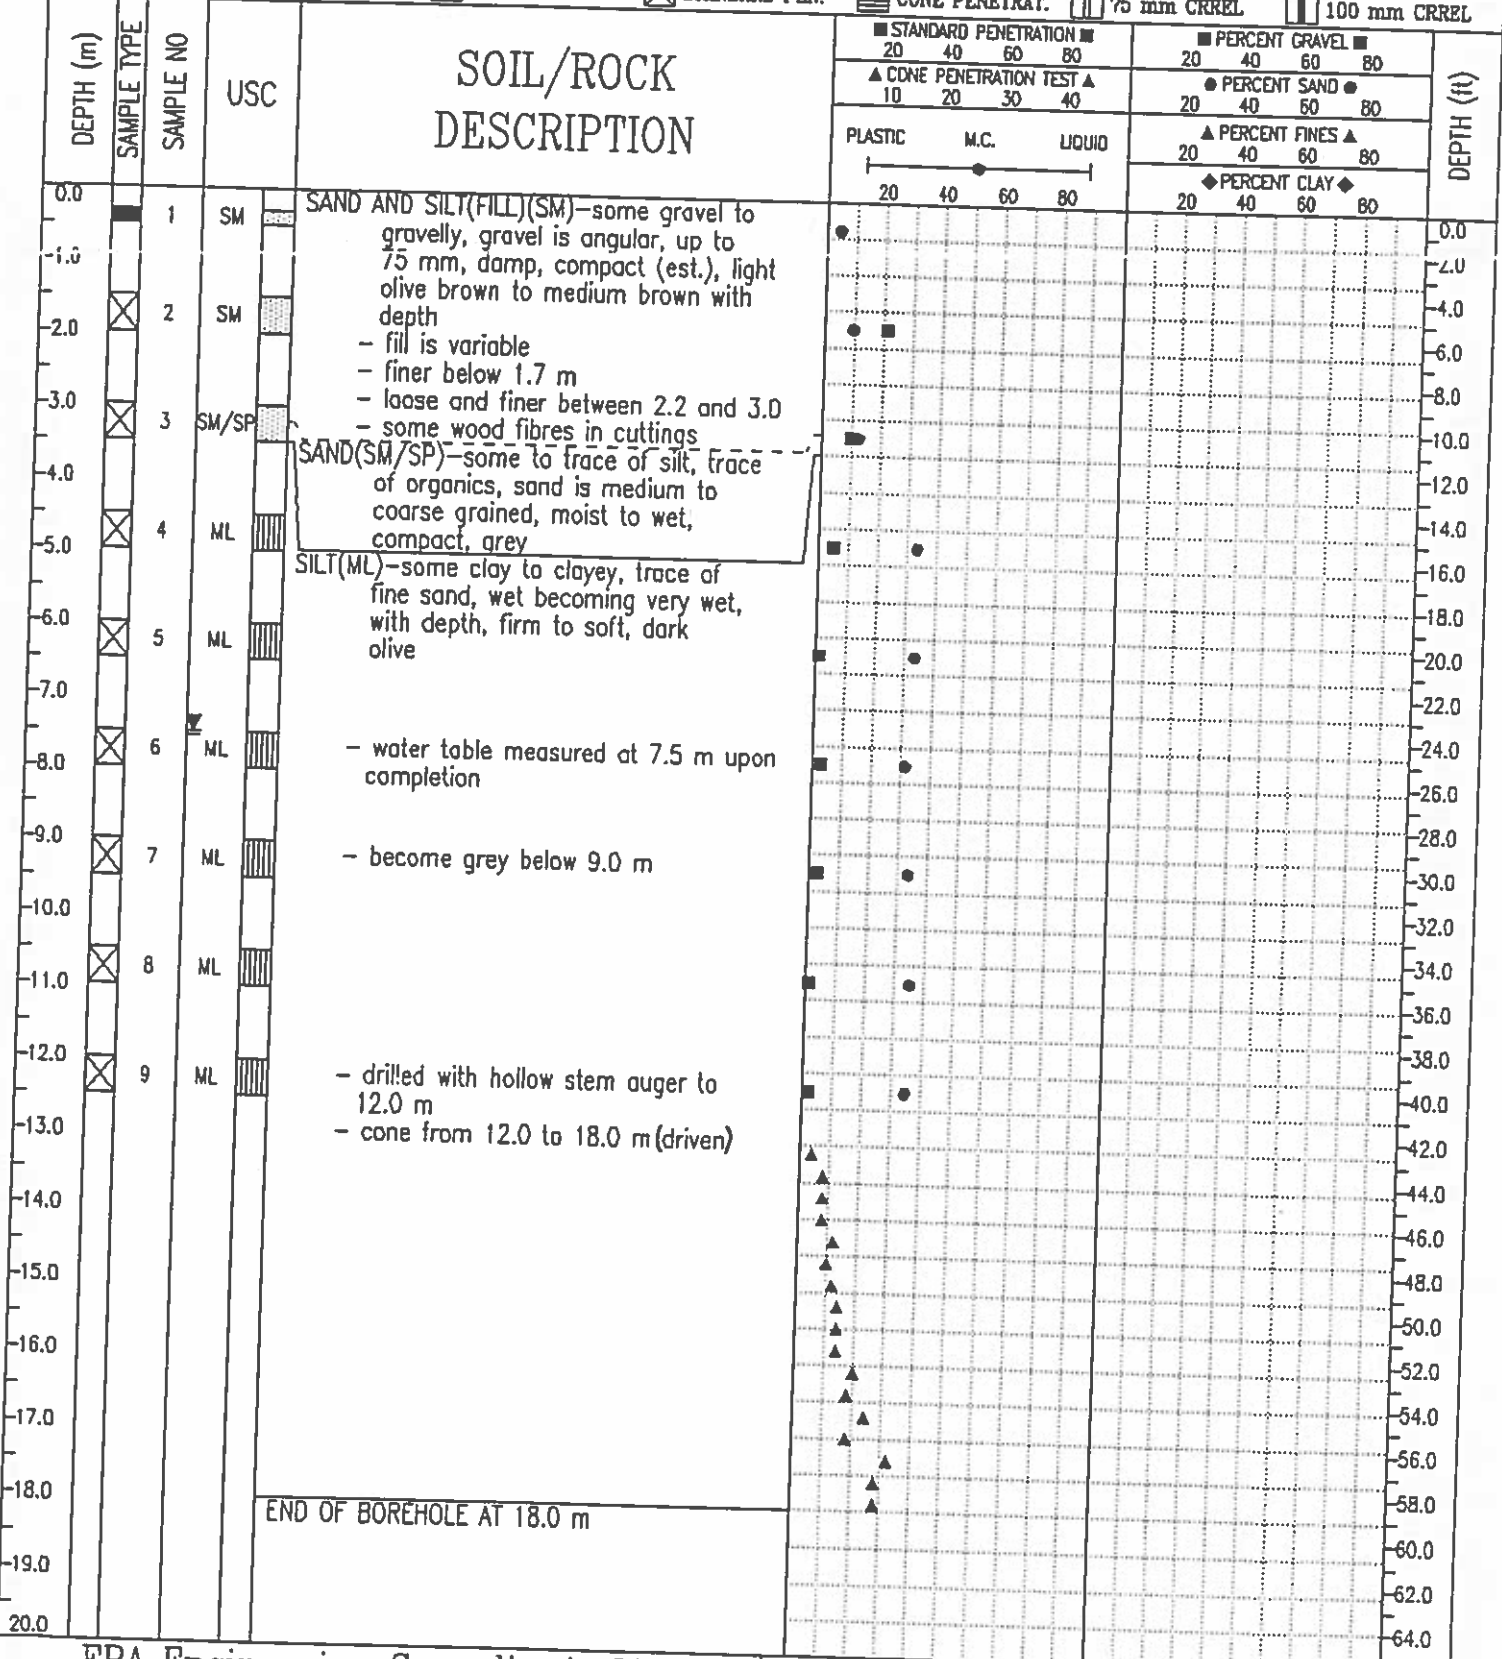 CONE PENETRAT.
75 mm CRREL
100 mm CRREL
DEPTH (m)
SAMPLE TYPE
SAMPLE NO
USC
SOIL/ROCK
DESCRIPTION
■ STANDARD PENETRATION ■
20 40 60 80
▲ CONE PENETRATION TEST ▲
10 20 30 40
PLASTIC M.C. LIQUID
20 40 60 80
■ PERCENT GRAVEL ■
20 40 60 80
● PERCENT SAND ●
20 40 60 80
▲ PERCENT FINES ▲
20 40 60 80
◆ PERCENT CLAY ◆
20 40 60 80
DEPTH (ft)
0.0
1.0
2.0
3.0
4.0
5.0
6.0
7.0
8.0
9.0
10.0
11.0
12.0
13.0
14.0
15.0
16.0
17.0
18.0
19.0
20.0
1 SM
2 SM
3 SM/SP
4 ML
5 ML
6 ML
7 ML
8 ML
9 ML
SAND AND SILT(FILL)(SM)-some gravel to
gravelly, gravel is angular, up to
75 mm, damp, compact (est.), light
olive brown to medium brown with
depth
- fill is variable
- finer below 1.7 m
- loose and finer between 2.2 and 3.0
- some wood fibres in cuttings
SAND(SM/SP)-some to trace of silt, trace
of organics, sand is medium to
coarse grained, moist to wet,
compact, grey
SILT(ML)-some clay to clayey, trace of
fine sand, wet becoming very wet,
with depth, firm to soft, dark
olive
- water table measured at 7.5 m upon
completion
- become grey below 9.0 m
- drilled with hollow stem auger to
12.0 m
- cone from 12.0 to 18.0 m (driven)
END OF BOREHOLE AT 18.0 m
0.0
2.0
4.0
6.0
8.0
10.0
12.0
14.0
16.0
18.0
20.0
22.0
24.0
26.0
28.0
30.0
32.0
34.0
36.0
38.0
40.0
42.0
44.0
46.0
48.0
50.0
52.0
54.0
56.0
58.0
60.0
62.0
64.0